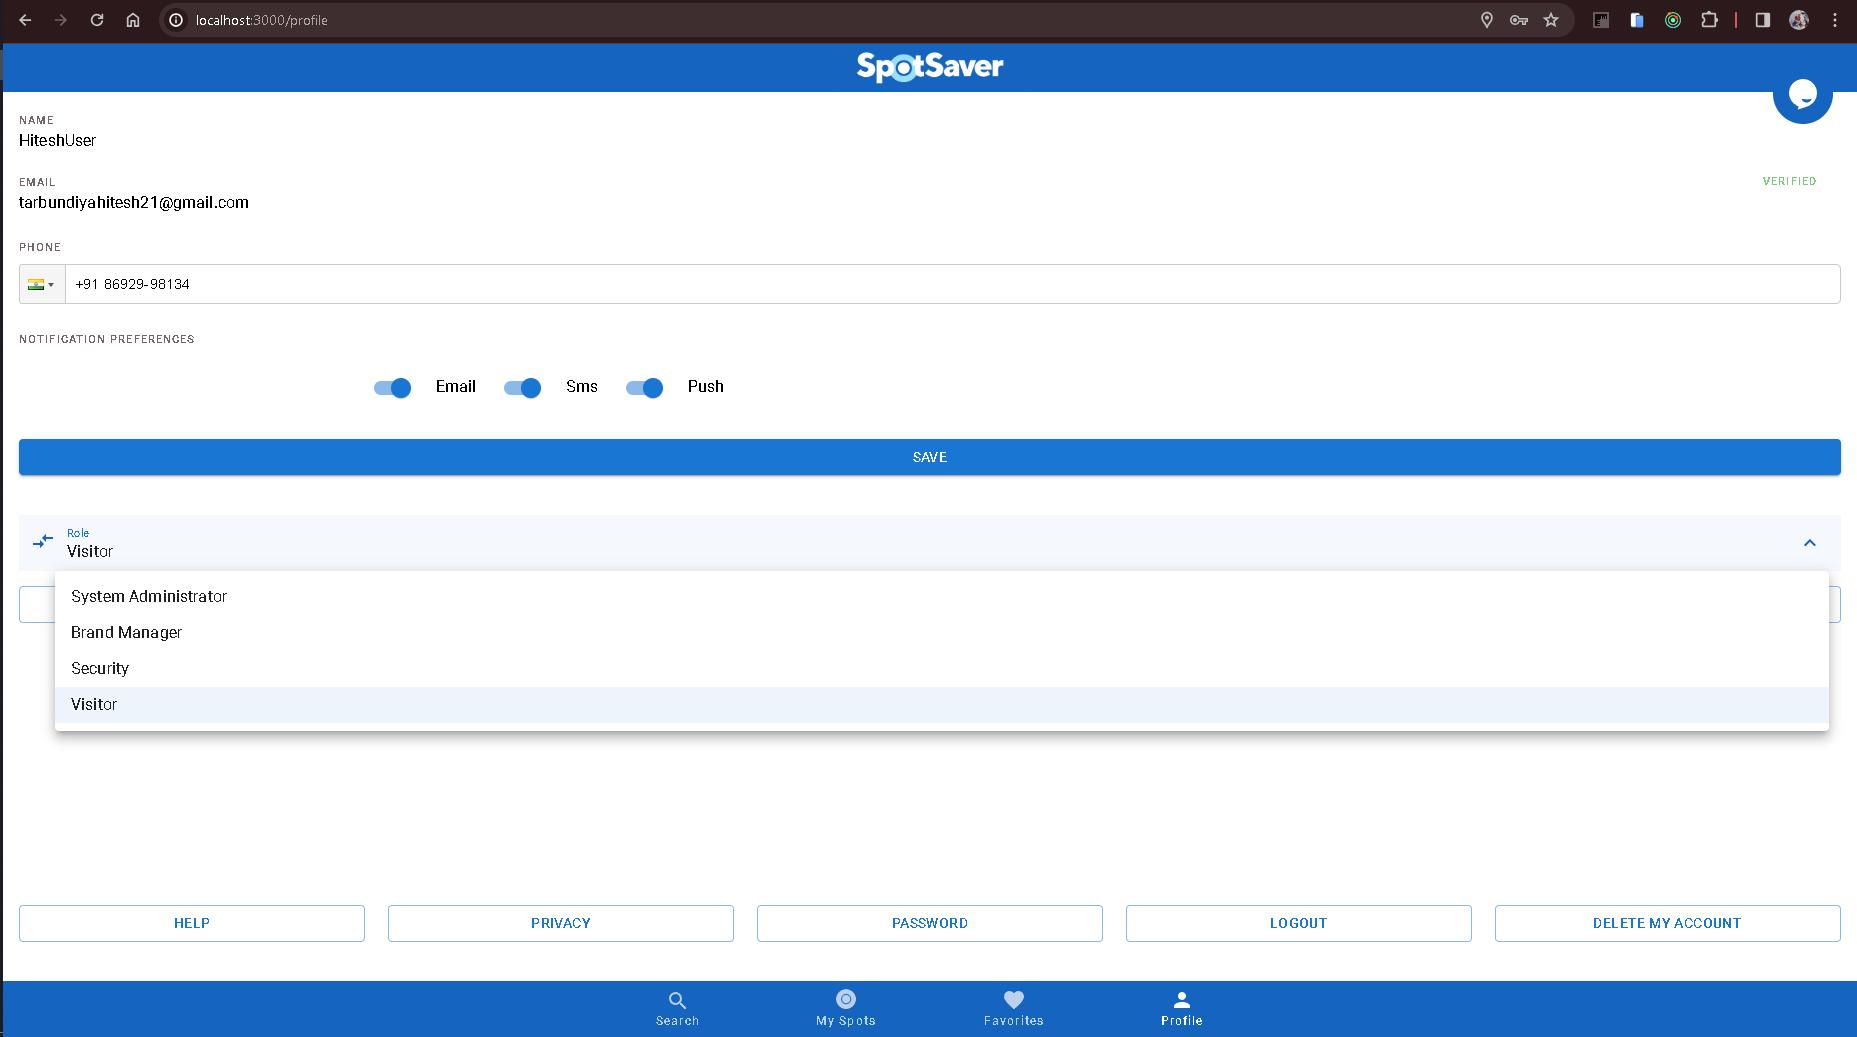 localhost:3000/profile
SpotSaver
NAME
HiteshUser
EMAIL
VERIFIED
tarbundiyahitesh21@gmail.com
PHONE
+91 86929-98134
NOTIFICATION PREFERENCES
Email Sms Push
SAVE
Role
Visitor
System Administrator
Brand Manager
Security
Visitor
HELP PRIVACY PASSWORD LOGOUT DELETE MY ACCOUNT
Search My Spots Favorites Profile